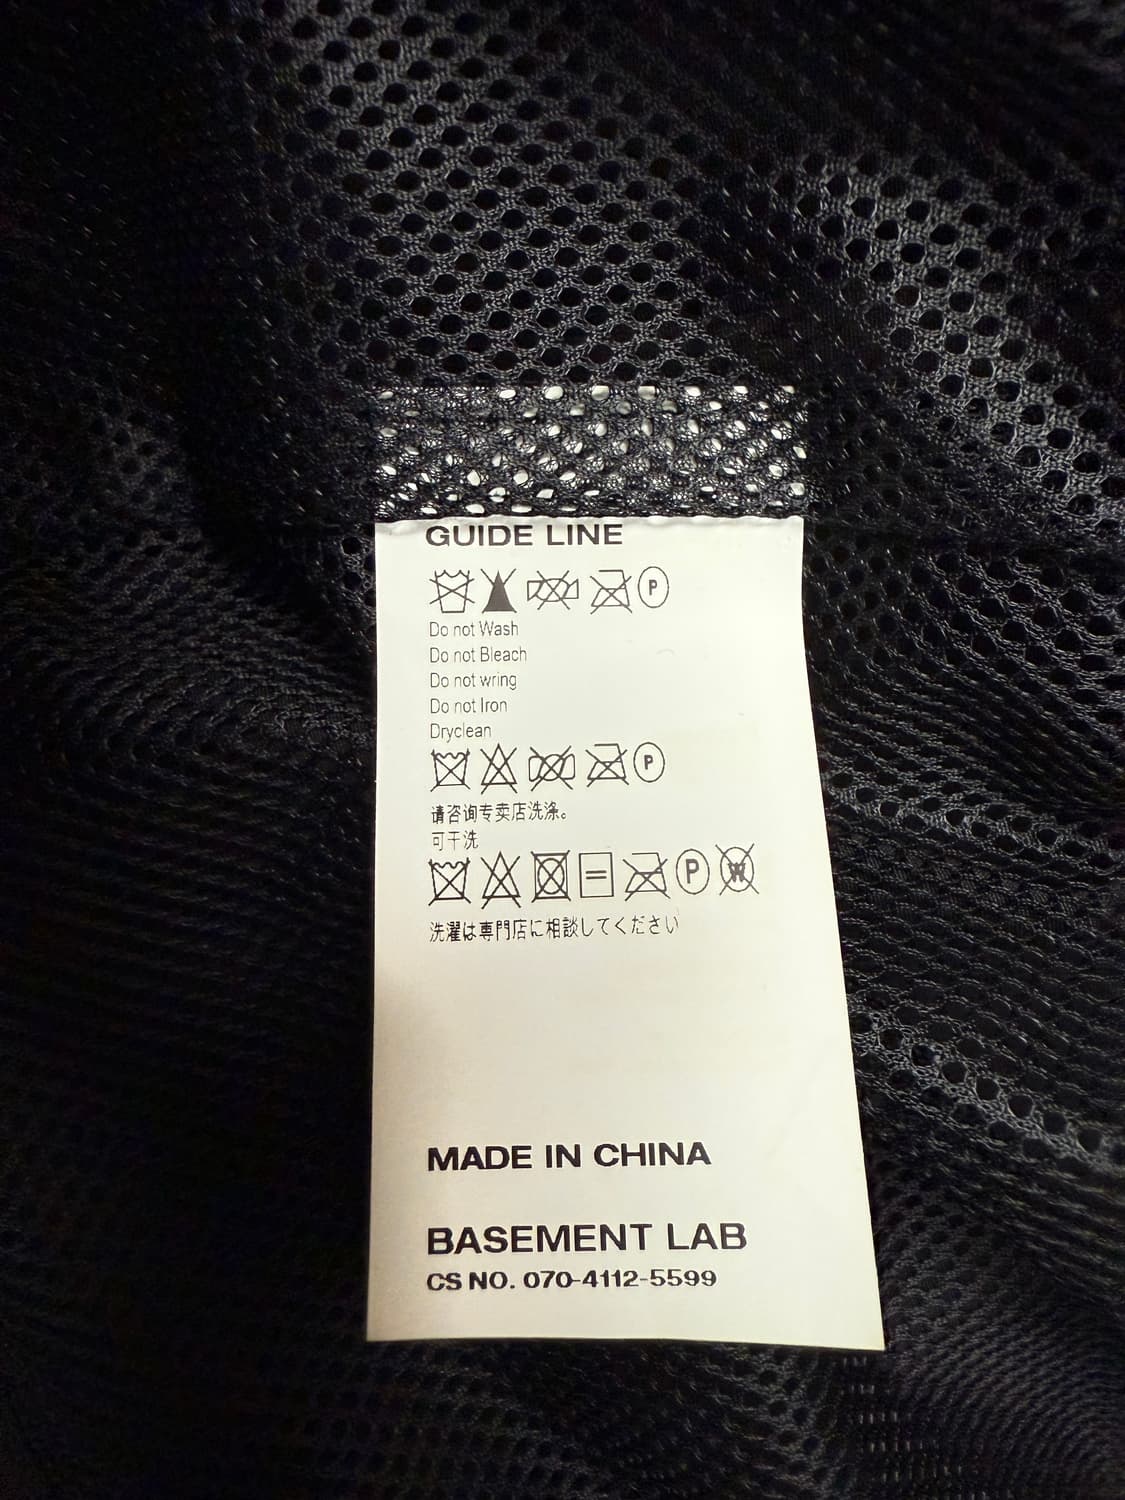 GUIDE LINE
P
Do not Wash
Do not Bleach
Do not wring
Do not Iron
Dryclean
P
请咨询专卖店洗涤。
可干洗
P W
洗濯は専門店に相談してください
MADE IN CHINA
BASEMENT LAB
CS NO. 070-4112-5599